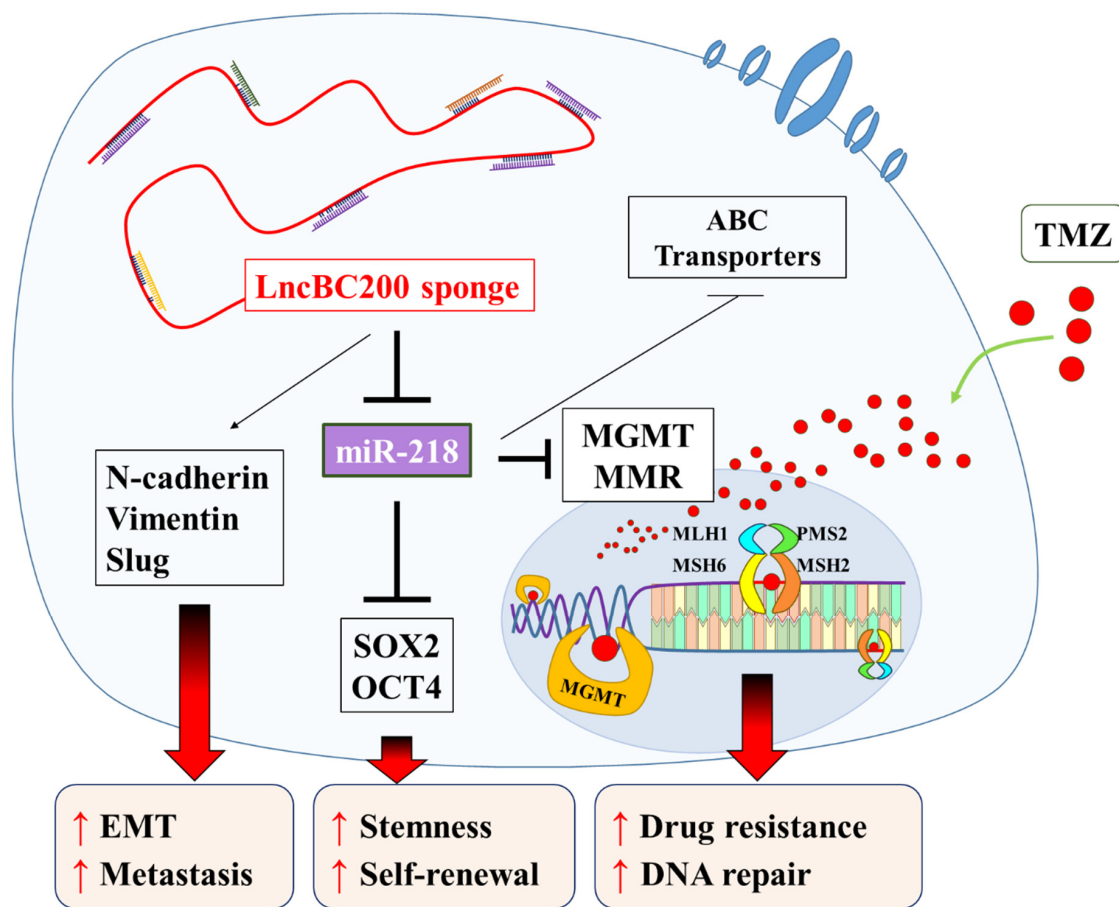 ABC
Transporters
TMZ
LncBC200 sponge
miR-218
MGMT
MMR
N-cadherin
Vimentin
Slug
MLH1
PMS2
MSH6
MSH2
SOX2
OCT4
MGMT
↑ EMT
↑ Metastasis
↑ Stemness
↑ Self-renewal
↑ Drug resistance
↑ DNA repair